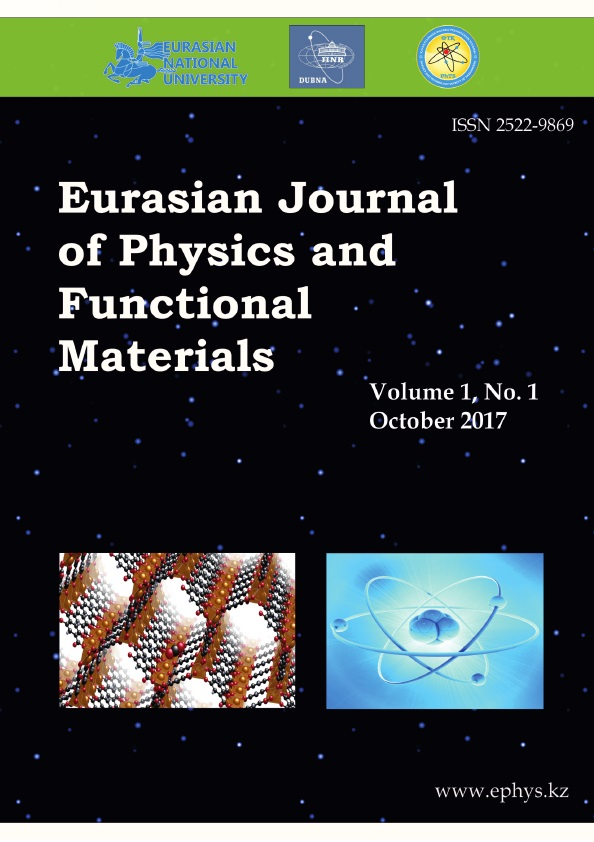 EURASIAN
NATIONAL
UNIVERSITY
JINR
DUBNA
ISSN 2522-9869
Eurasian Journal
of Physics and
Functional
Materials
Volume 1, No. 1
October 2017
www.ephys.kz